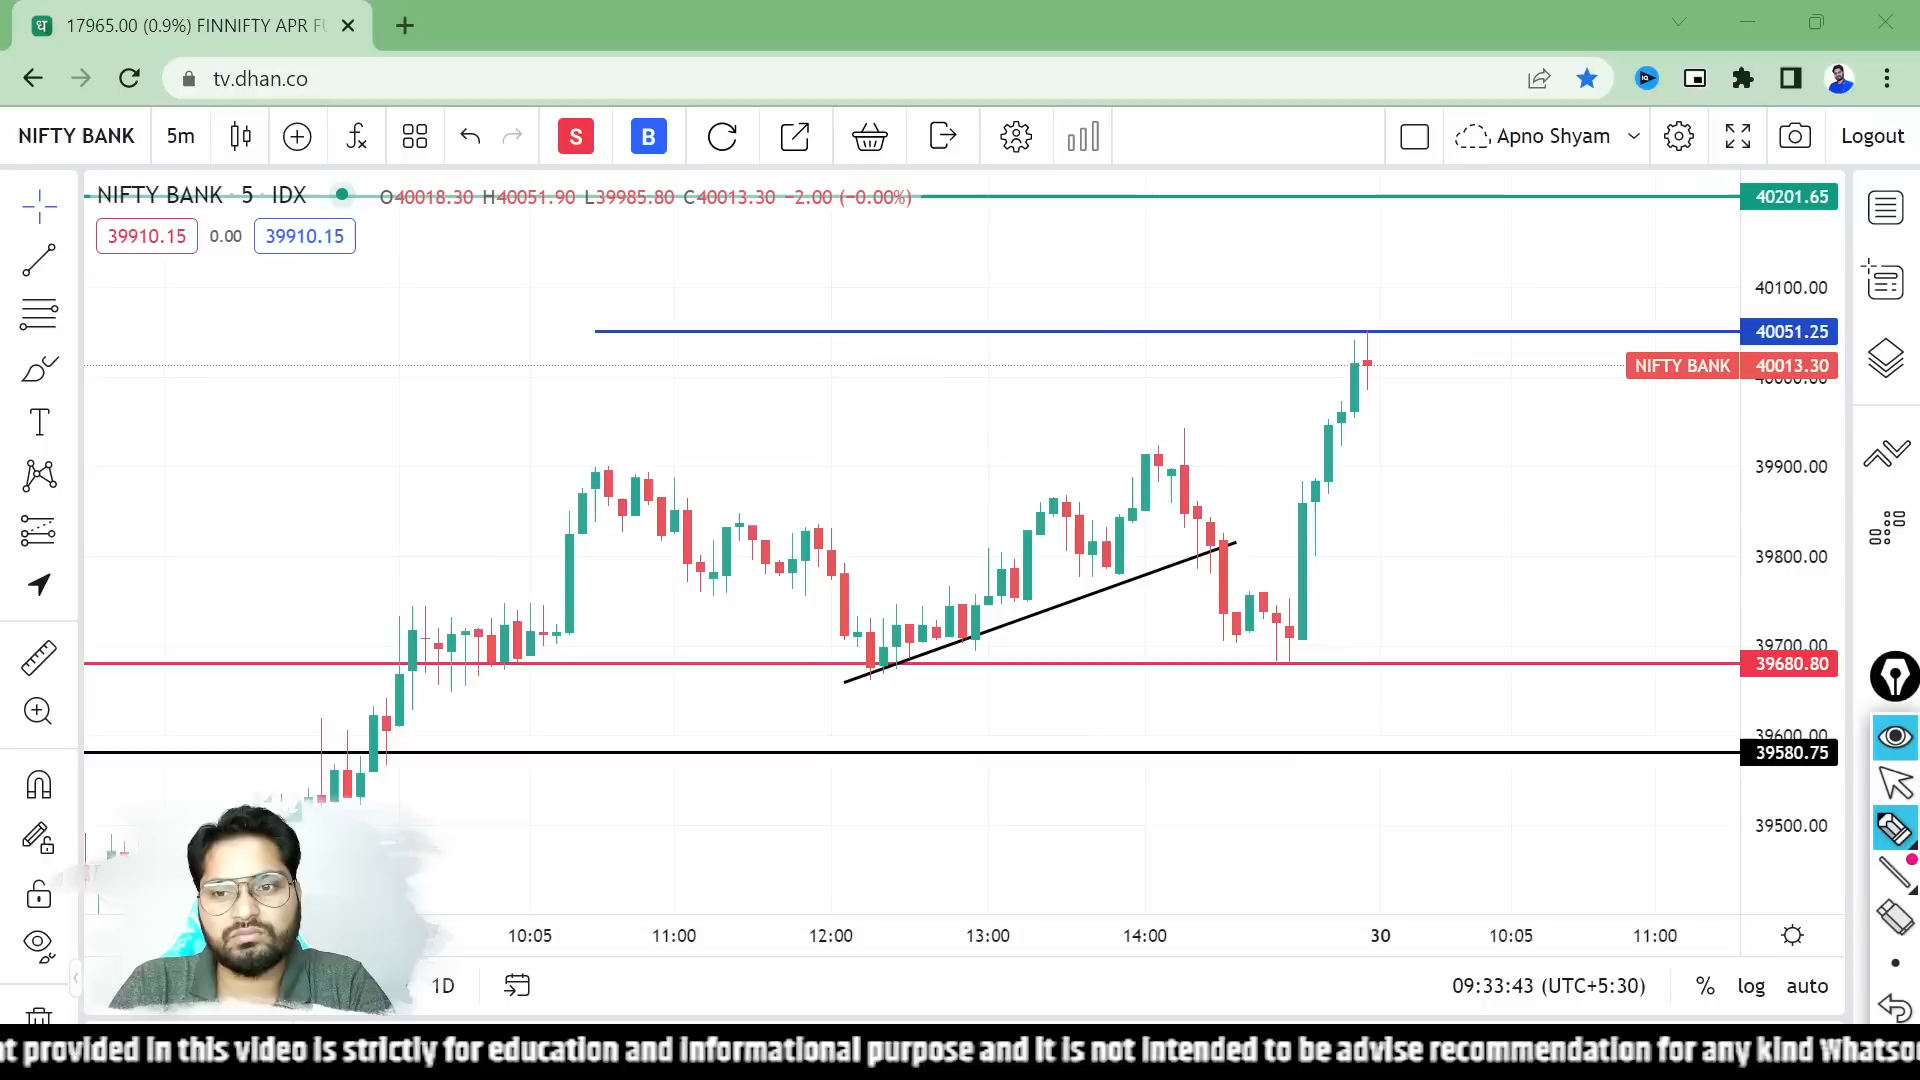 17965.00 (0.9%) FINNIFTY APR FU
tv.dhan.co
NIFTY BANK 5m S B Apno Shyam Logout
NIFTY BANK · 5 · IDX O40018.30 H40051.90 L39985.80 C40013.30 −2.00 (−0.00%)
39910.15 0.00 39910.15
40201.65
40100.00
40051.25
NIFTY BANK 40013.30
40000.00
39900.00
39800.00
39700.00
39680.80
39600.00
39580.75
39500.00
10:05 11:00 12:00 13:00 14:00 30 10:05 11:00
1D 09:33:43 (UTC+5:30) % log auto
t provided in this video is strictly for education and informational purpose and it is not intended to be advise recommendation for any kind Whatso